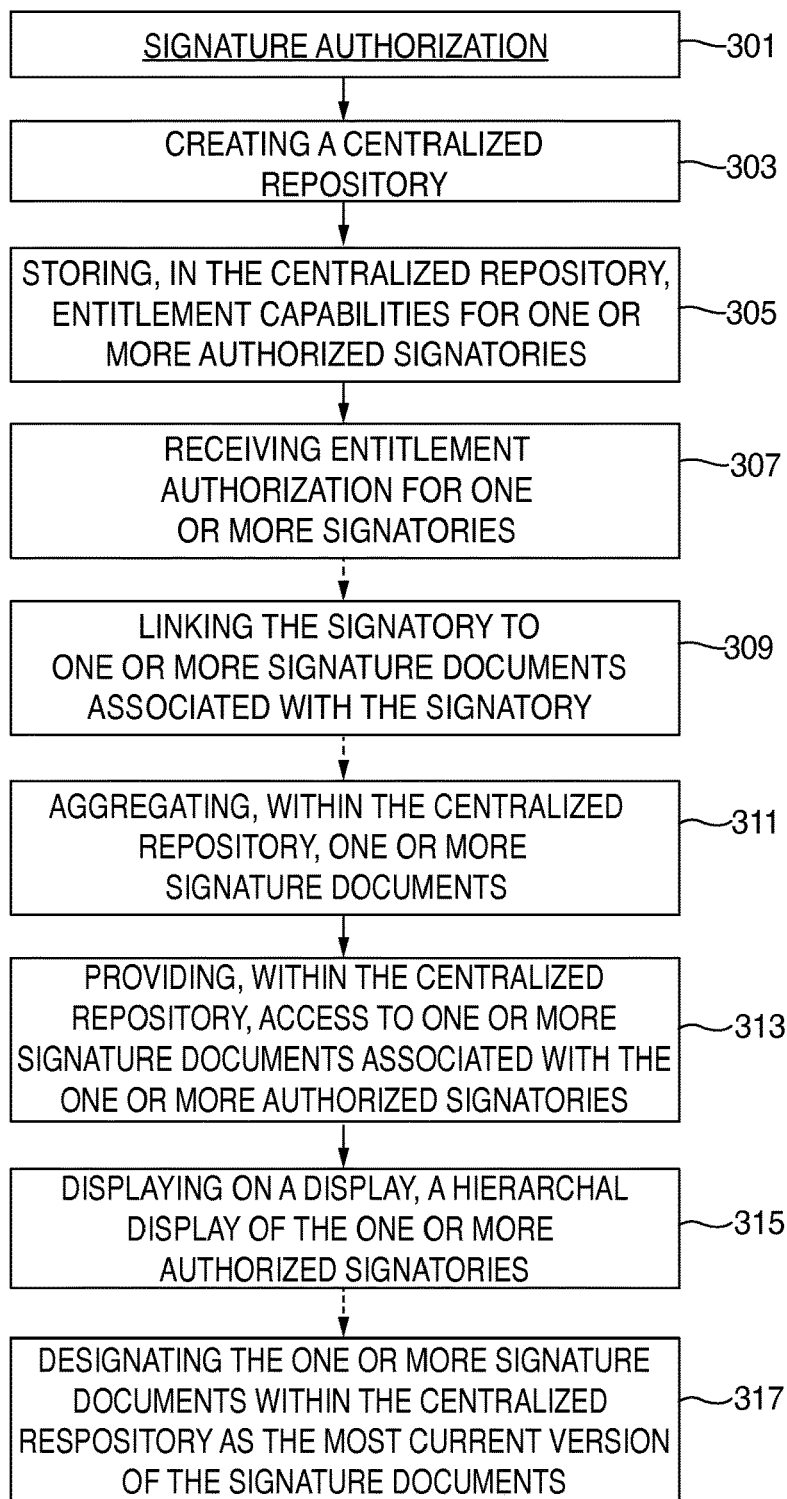 SIGNATURE AUTHORIZATION
301
CREATING A CENTRALIZED
REPOSITORY
303
STORING, IN THE CENTRALIZED REPOSITORY,
ENTITLEMENT CAPABILITIES FOR ONE OR
MORE AUTHORIZED SIGNATORIES
305
RECEIVING ENTITLEMENT
AUTHORIZATION FOR ONE
OR MORE SIGNATORIES
307
LINKING THE SIGNATORY TO
ONE OR MORE SIGNATURE DOCUMENTS
ASSOCIATED WITH THE SIGNATORY
309
AGGREGATING, WITHIN THE CENTRALIZED
REPOSITORY, ONE OR MORE
SIGNATURE DOCUMENTS
311
PROVIDING, WITHIN THE CENTRALIZED
REPOSITORY, ACCESS TO ONE OR MORE
SIGNATURE DOCUMENTS ASSOCIATED WITH THE
ONE OR MORE AUTHORIZED SIGNATORIES
313
DISPLAYING ON A DISPLAY, A HIERARCHAL
DISPLAY OF THE ONE OR MORE
AUTHORIZED SIGNATORIES
315
DESIGNATING THE ONE OR MORE SIGNATURE
DOCUMENTS WITHIN THE CENTRALIZED
RESPOSITORY AS THE MOST CURRENT VERSION
OF THE SIGNATURE DOCUMENTS
317